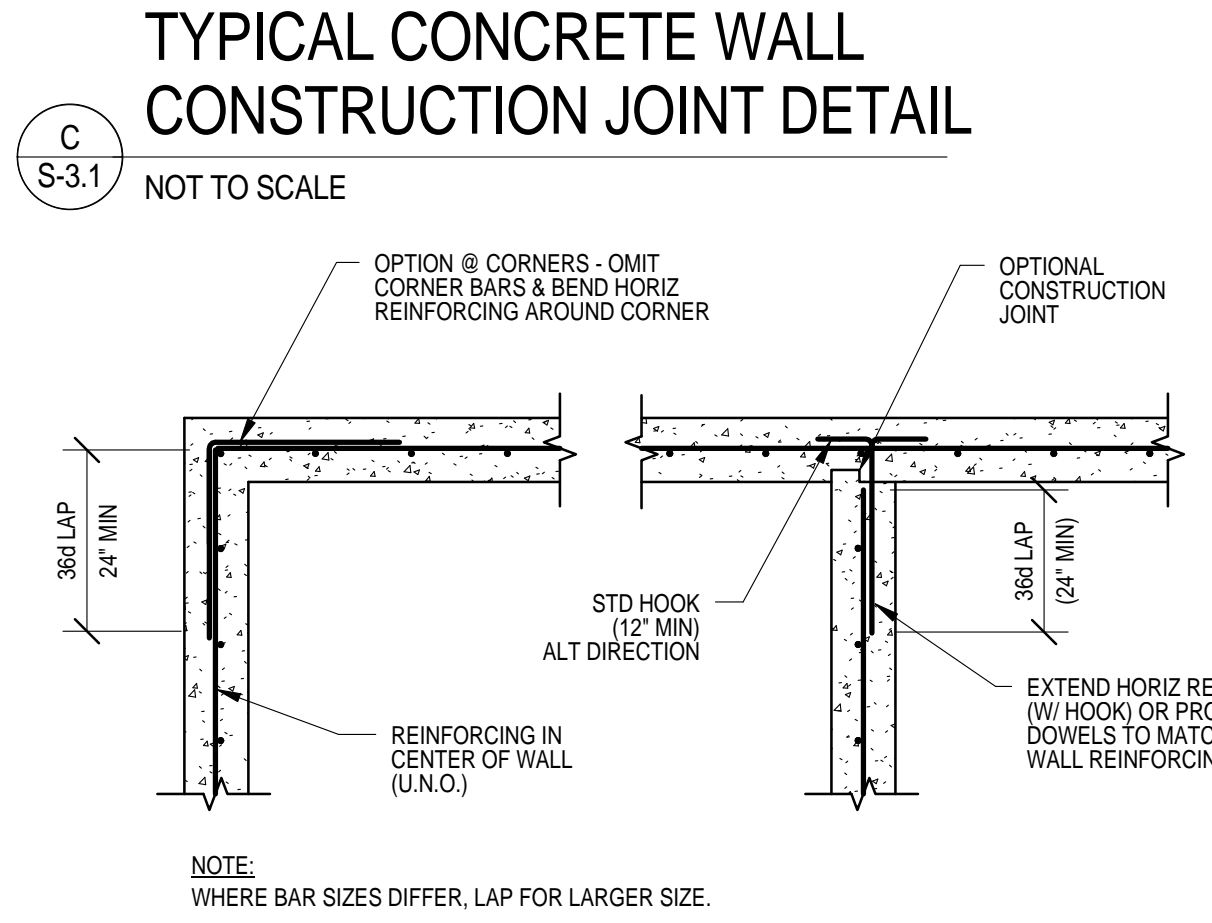 TYPICAL CONCRETE WALL
CONSTRUCTION JOINT DETAIL
C
S-3.1
NOT TO SCALE
OPTION @ CORNERS - OMIT
CORNER BARS & BEND HORIZ
REINFORCING AROUND CORNER
OPTIONAL
CONSTRUCTION
JOINT
36d LAP
24" MIN
STD HOOK
(12" MIN)
ALT DIRECTION
36d LAP
(24" MIN)
REINFORCING IN
CENTER OF WALL
(U.N.O.)
EXTEND HORIZ
(W/ HOOK) OR
DOWELS TO
WALL
NOTE:
WHERE BAR SIZES DIFFER, LAP FOR LARGER SIZE.